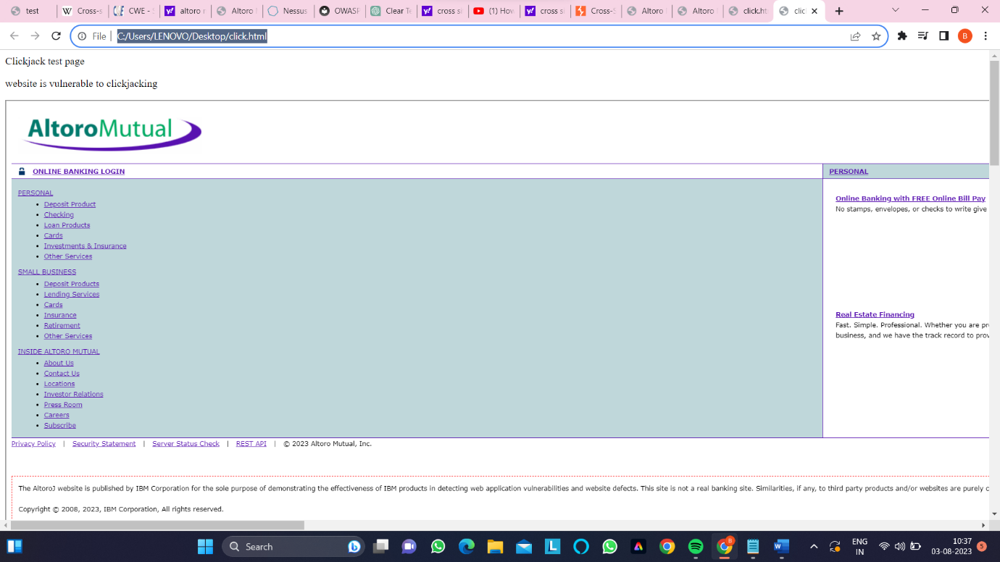 test
Cross-s
CWE - 
altoro m
Altoro
Nessus
OWASP
Clear Te
cross se
(1) How
cross si
Cross-S
Altoro
Altoro
click.ht
clic
File
C:/Users/LENOVO/Desktop/click.html
B
Clickjack test page
website is vulnerable to clickjacking
AltoroMutual
ONLINE BANKING LOGIN
PERSONAL
PERSONAL
Deposit Product
Checking
Loan Products
Cards
Investments & Insurance
Other Services
SMALL BUSINESS
Deposit Products
Lending Services
Cards
Insurance
Retirement
Other Services
INSIDE ALTORO MUTUAL
About Us
Contact Us
Locations
Investor Relations
Press Room
Careers
Subscribe
Online Banking with FREE Online Bill Pay
No stamps, envelopes, or checks to write give
Real Estate Financing
Fast. Simple. Professional. Whether you are pr
business, and we have the track record to prov
Privacy Policy | Security Statement | Server Status Check | REST API | © 2023 Altoro Mutual, Inc.
The AltoroJ website is published by IBM Corporation for the sole purpose of demonstrating the effectiveness of IBM products in detecting web application vulnerabilities and website defects. This site is not a real banking site. Similarities, if any, to third party products and/or websites are purely c
Copyright © 2008, 2023, IBM Corporation, All rights reserved.
Search
ENG
IN
10:37
03-08-2023
5